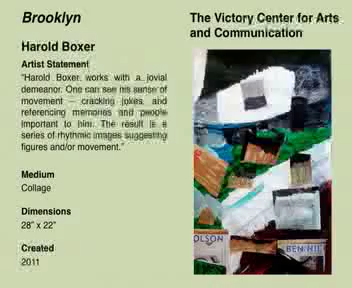 Brooklyn
Harold Boxer
Artist Statement
"Harold Boxer works with a jovial
demeanor. One can see his sense of
movement – cracking jokes, and
referencing memories and people
important to him. The result is a
series of rhythmic images suggesting
figures and/or movement."
Medium
Collage
Dimensions
28" x 22"
Created
2011
The Victory Center for Arts
and Communication
OLSON
BEN/HIL